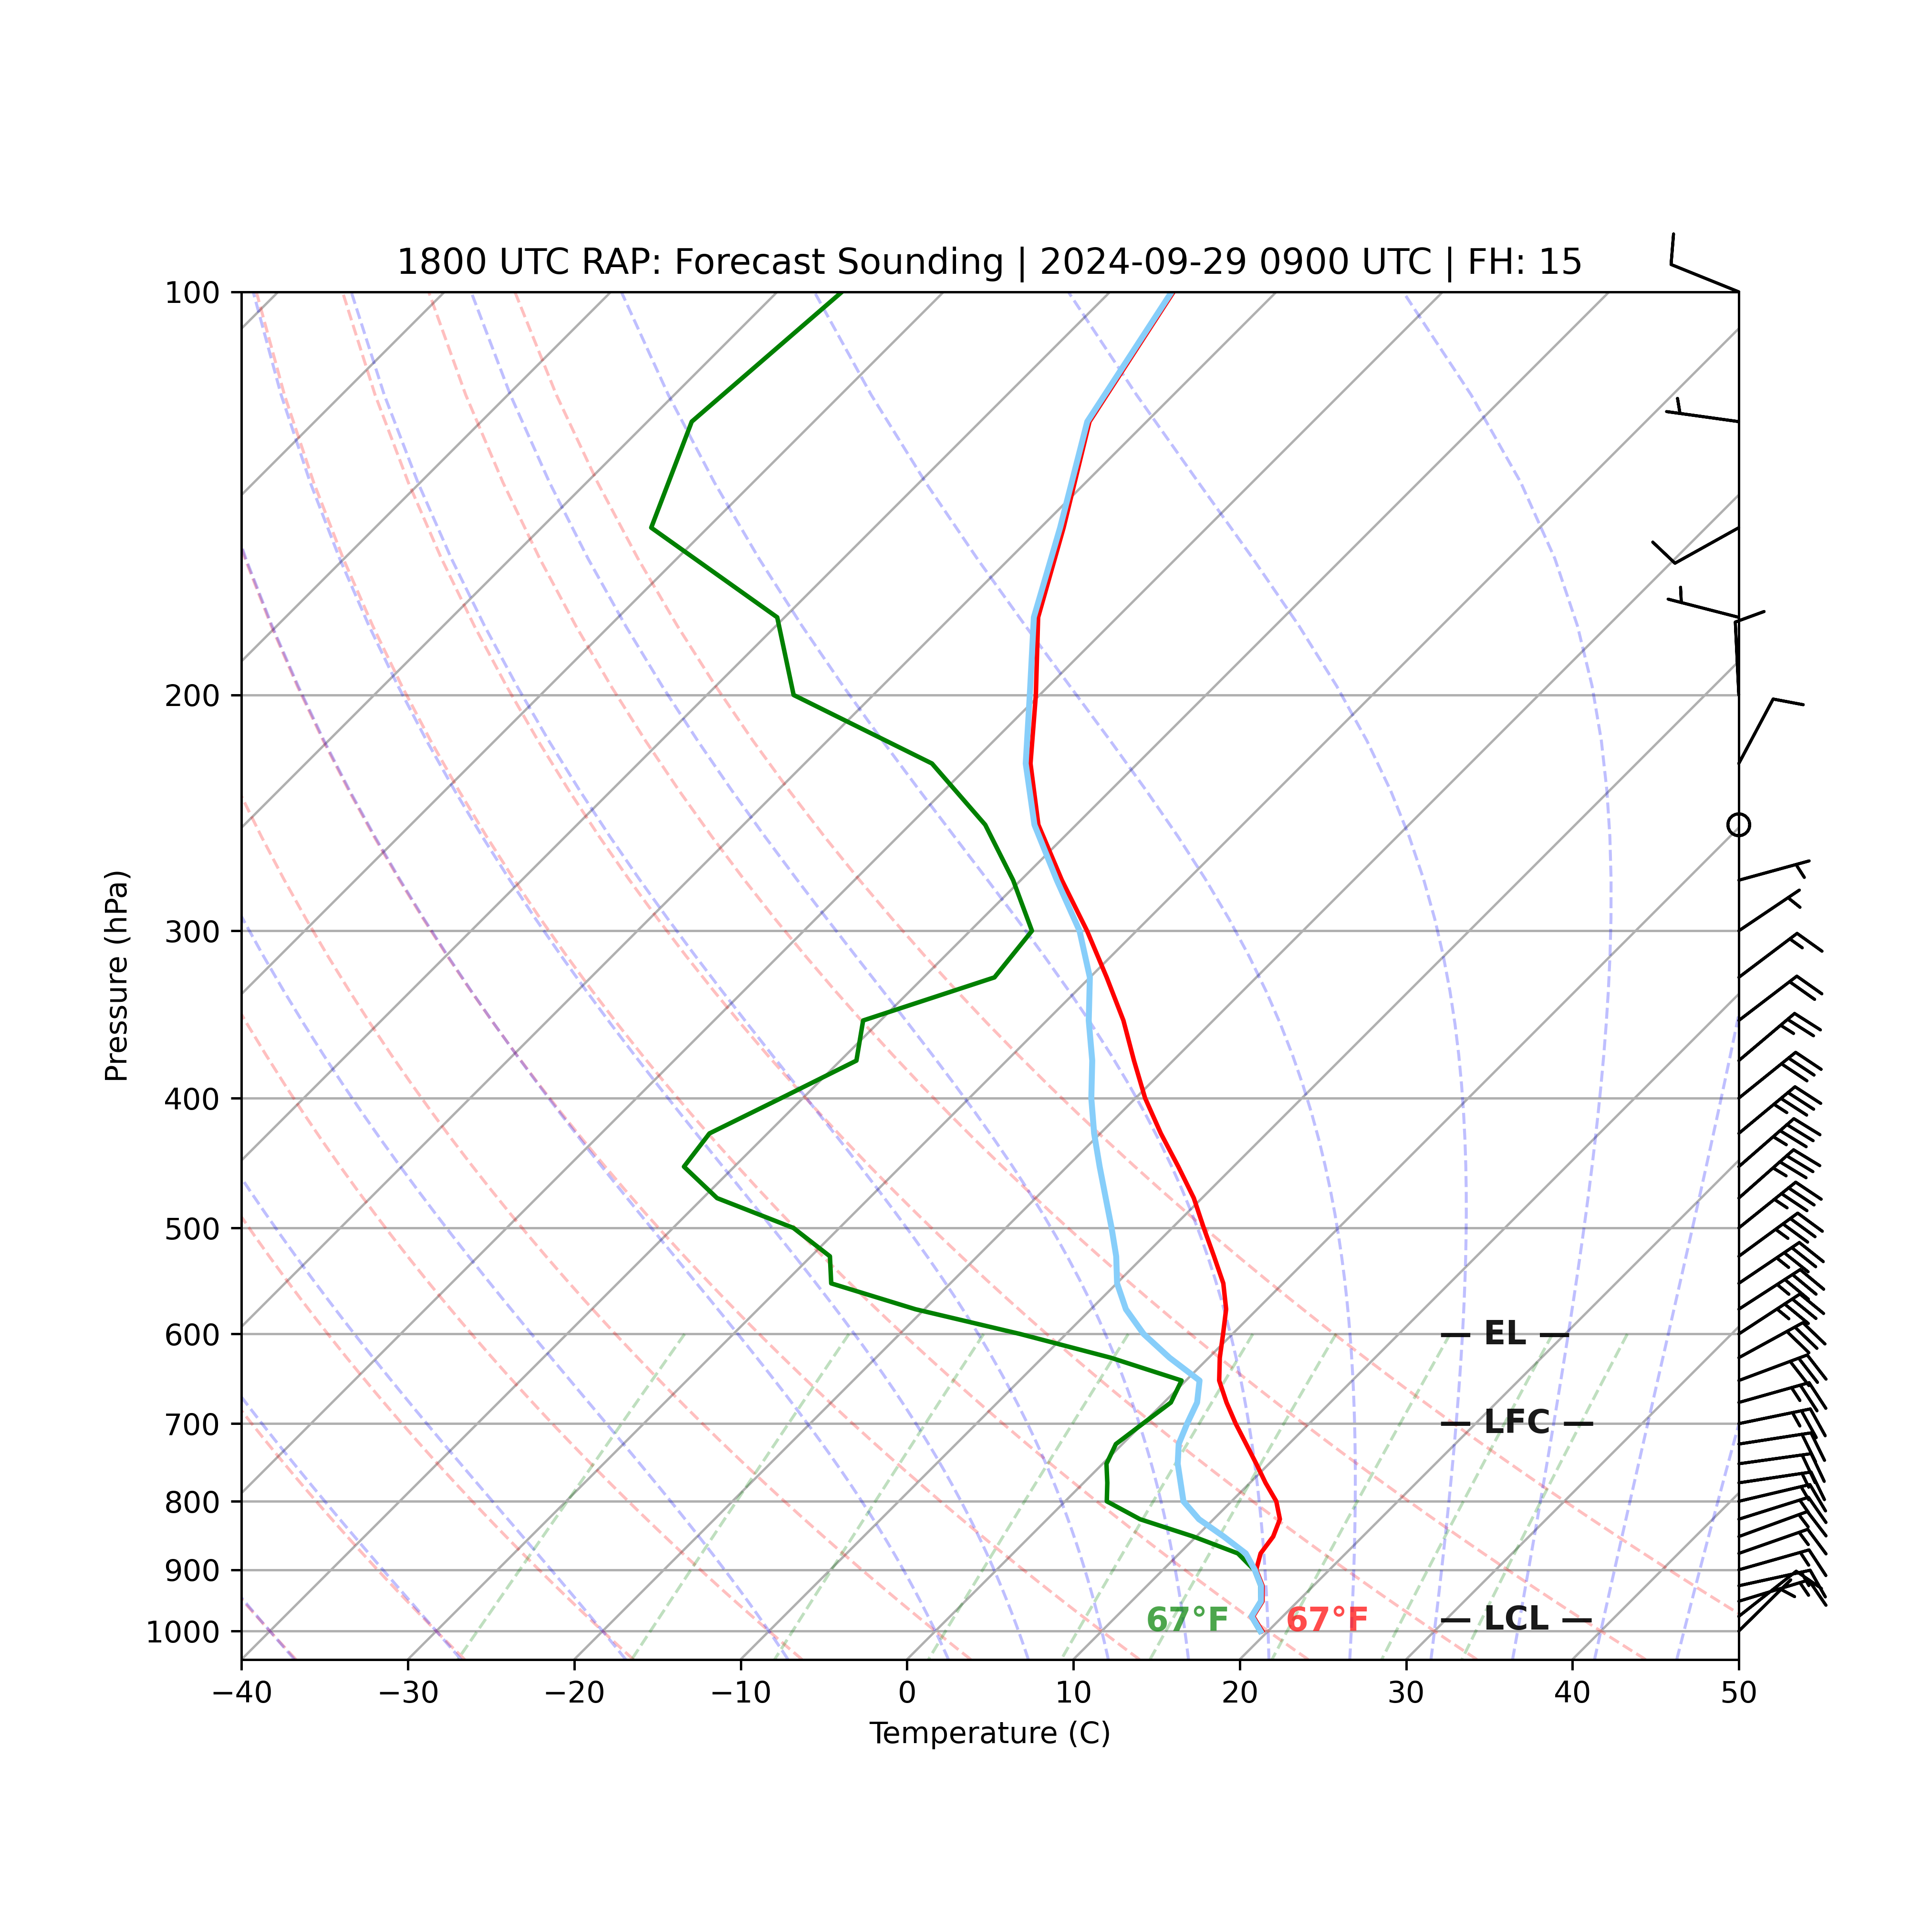 1800 UTC RAP: Forecast Sounding | 2024-09-29 0900 UTC | FH: 15
100
200
300
400
500
600
700
800
900
1000
Pressure (hPa)
— EL —
— LFC —
— LCL —
67°F 67°F
−40 −30 −20 −10 0 10 20 30 40 50
Temperature (C)